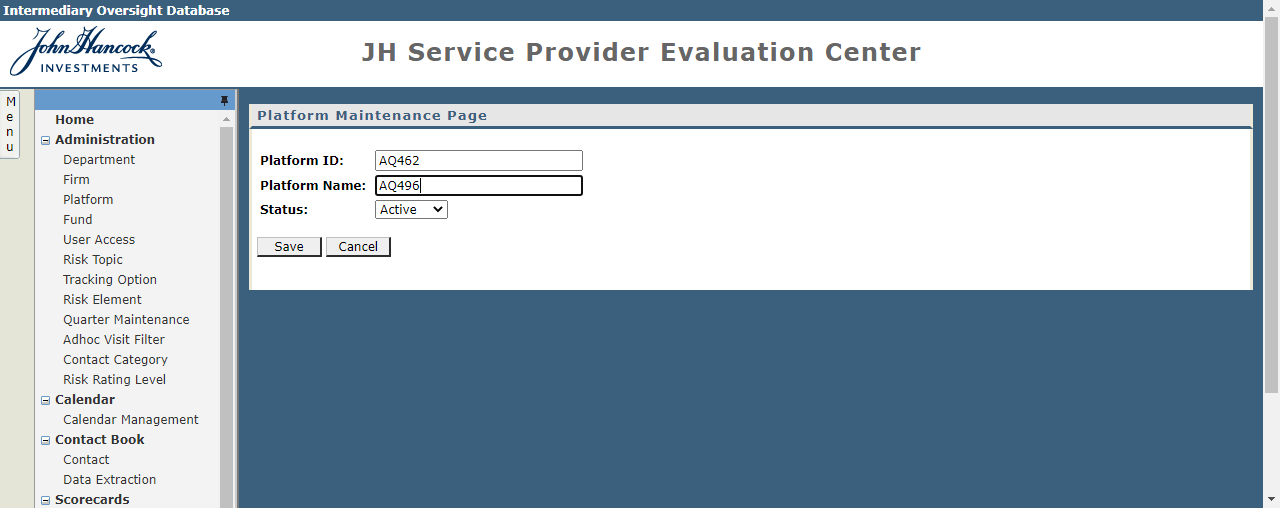 Intermediary Oversight Database
John Hancock
INVESTMENTS
JH Service Provider Evaluation Center
Menu
Home
Administration
Department
Firm
Platform
Fund
User Access
Risk Topic
Tracking Option
Risk Element
Quarter Maintenance
Adhoc Visit Filter
Contact Category
Risk Rating Level
Calendar
Calendar Management
Contact Book
Contact
Data Extraction
Scorecards
Platform Maintenance Page
Platform ID: AQ462
Platform Name: AQ496
Status: Active
Save Cancel